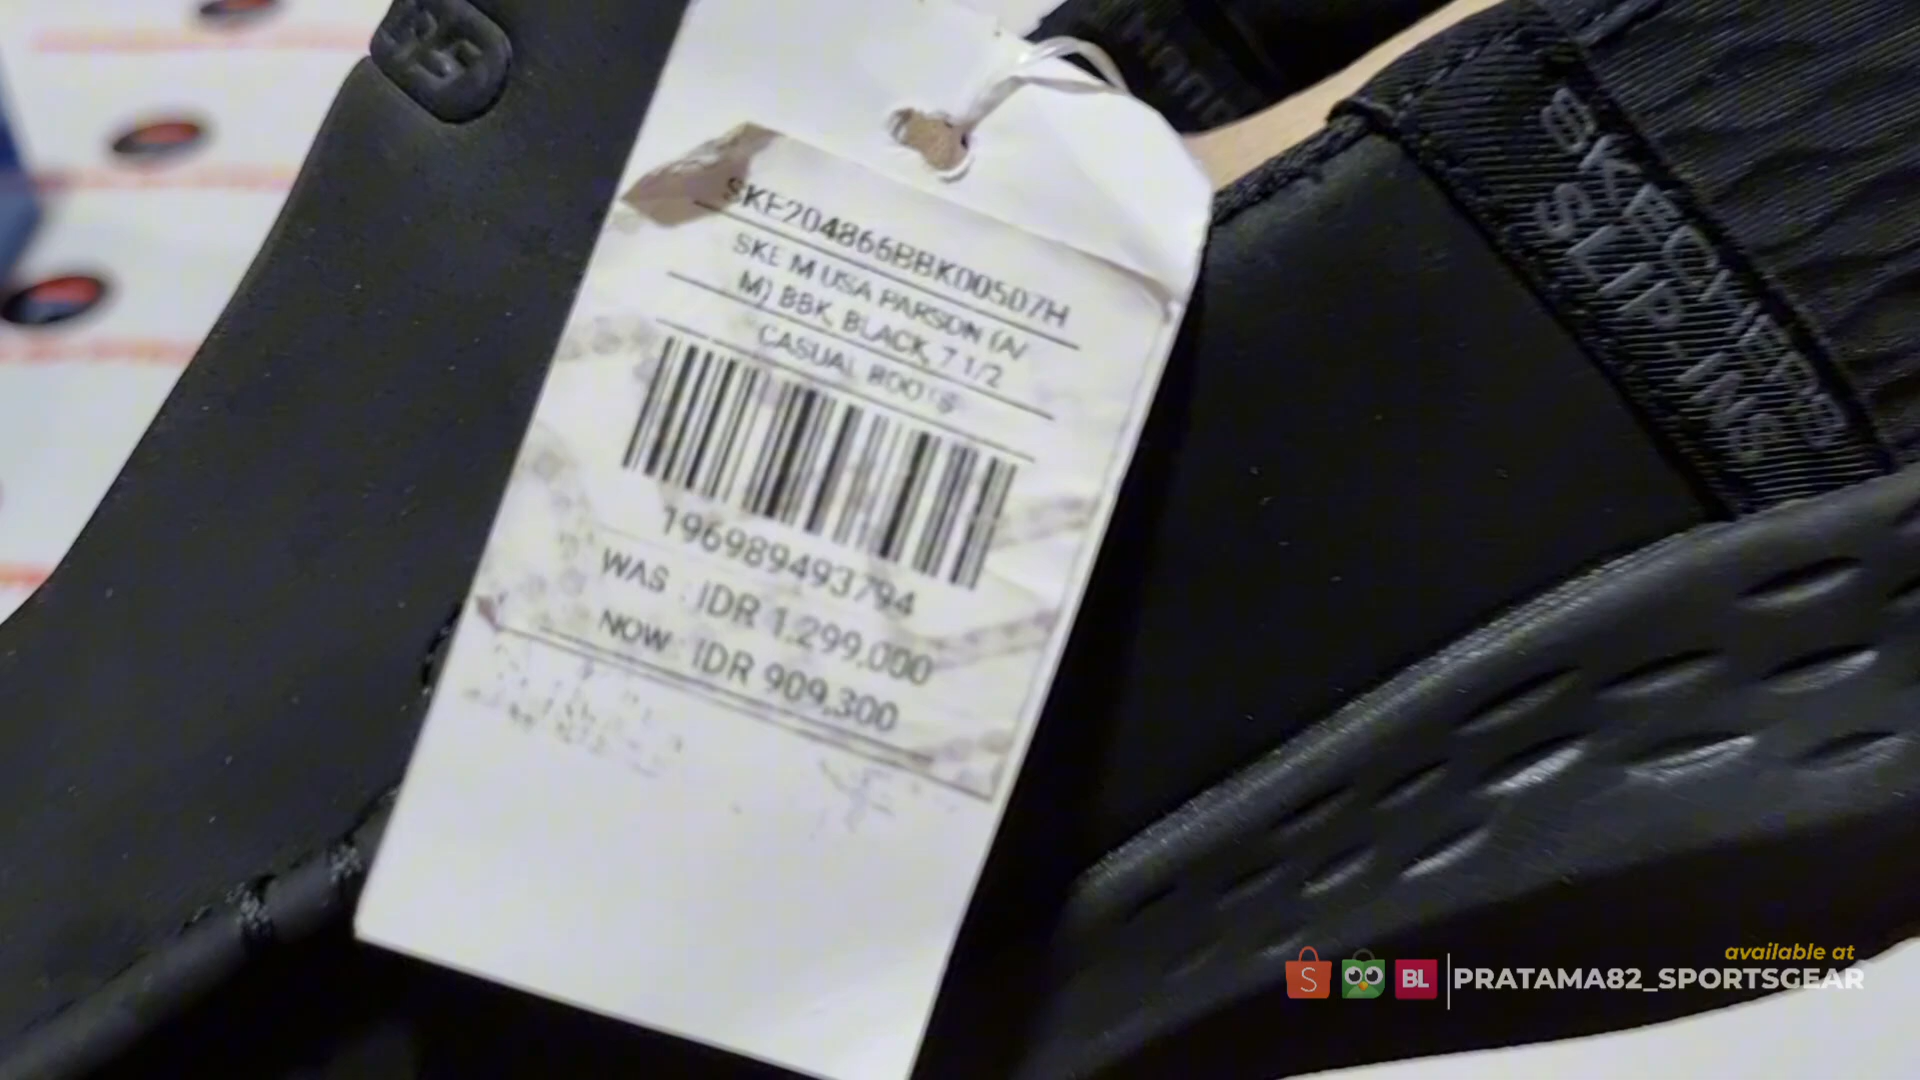 SKE204866BBK00507H
SKE M USA PARSON (A/
M) BBK, BLACK, 7 1/2
CASUAL BOOTS
196989493794
WAS : IDR 1.299.000
NOW : IDR 909,300
SKECHERS
SLIP-INS
available at
S
BL
PRATAMA82_SPORTSGEAR